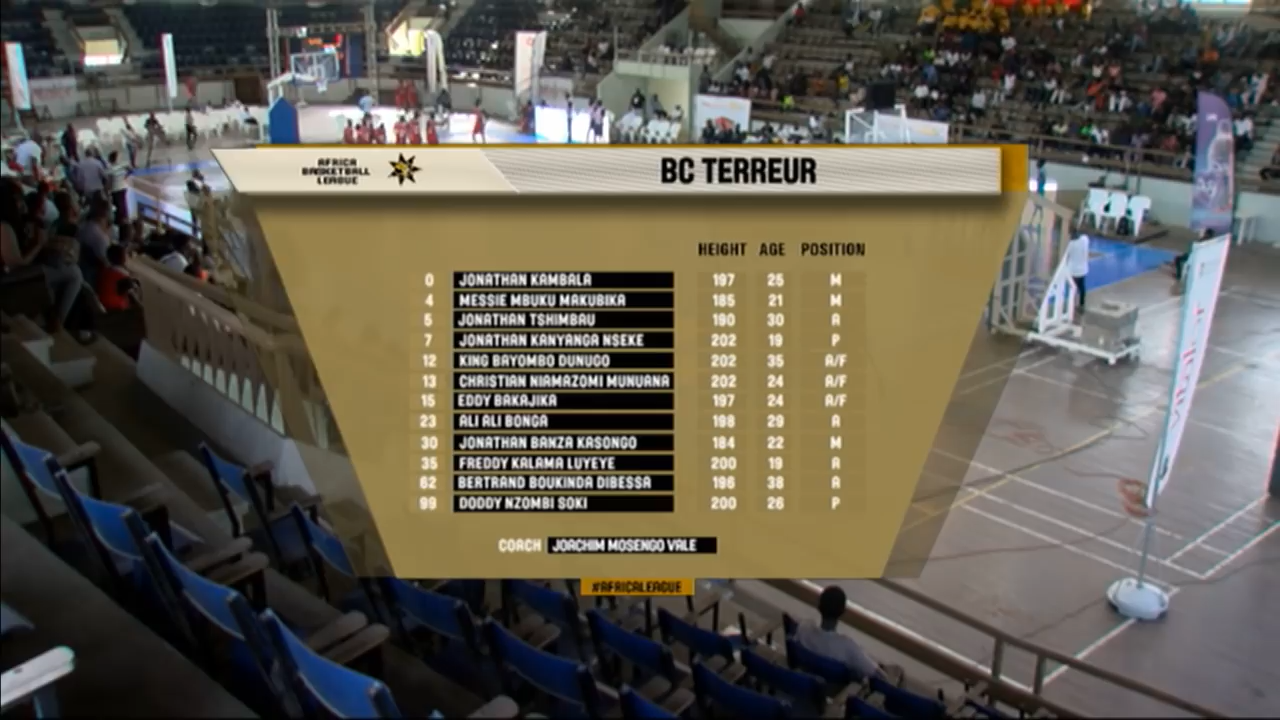 AFRICA
BASKETBALL
LEAGUE
BC TERREUR
HEIGHT AGE POSITION
0 JONATHAN KAMBALA 197 25 M
4 MESSIE MBUKU MAKUBIKA 185 21 M
5 JONATHAN TSHIMBAU 190 30 A
7 JONATHAN KANYANGA NSEKE 202 19 P
12 KING BAYOMBO DUNUGO 202 35 A/F
13 CHRISTIAN NIAMAZOMI MUNUANA 202 24 A/F
15 EDDY BAKAJIKA 197 24 A/F
23 ALI ALI BONGA 198 29 A
30 JONATHAN BANZA KASONGO 184 22 M
35 FREDDY KALAMA LUYEYE 200 19 A
62 BERTRAND BOUKINDA DIBESSA 196 38 A
99 DODDY NZOMBI SOKI 200 26 P
COACH JOACHIM MOSENGO VALE
#AFRICALEAGUE